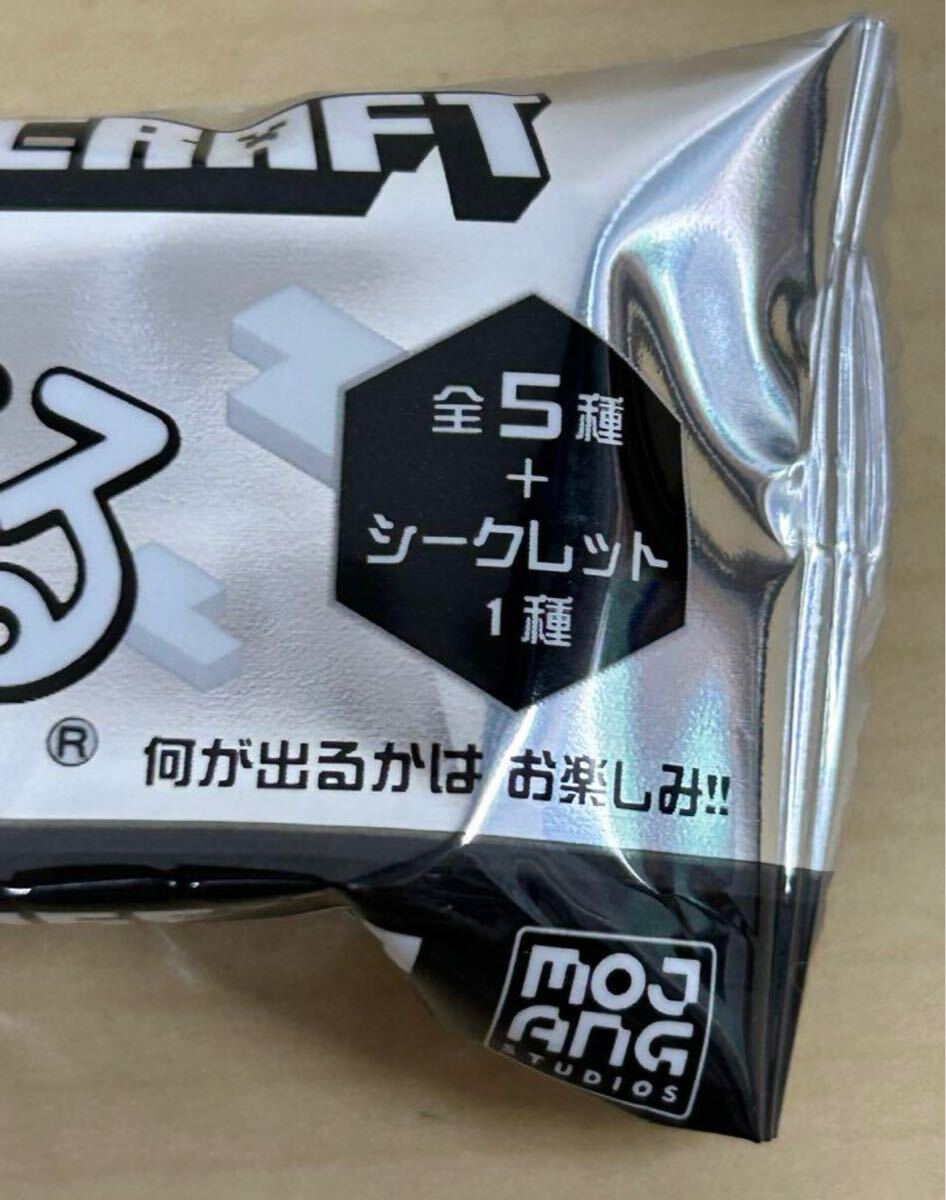 CRAFT
全5種
+
シークレット
1種
®
何が出るかは お楽しみ!!
MOJ
ANG
STUDIOS